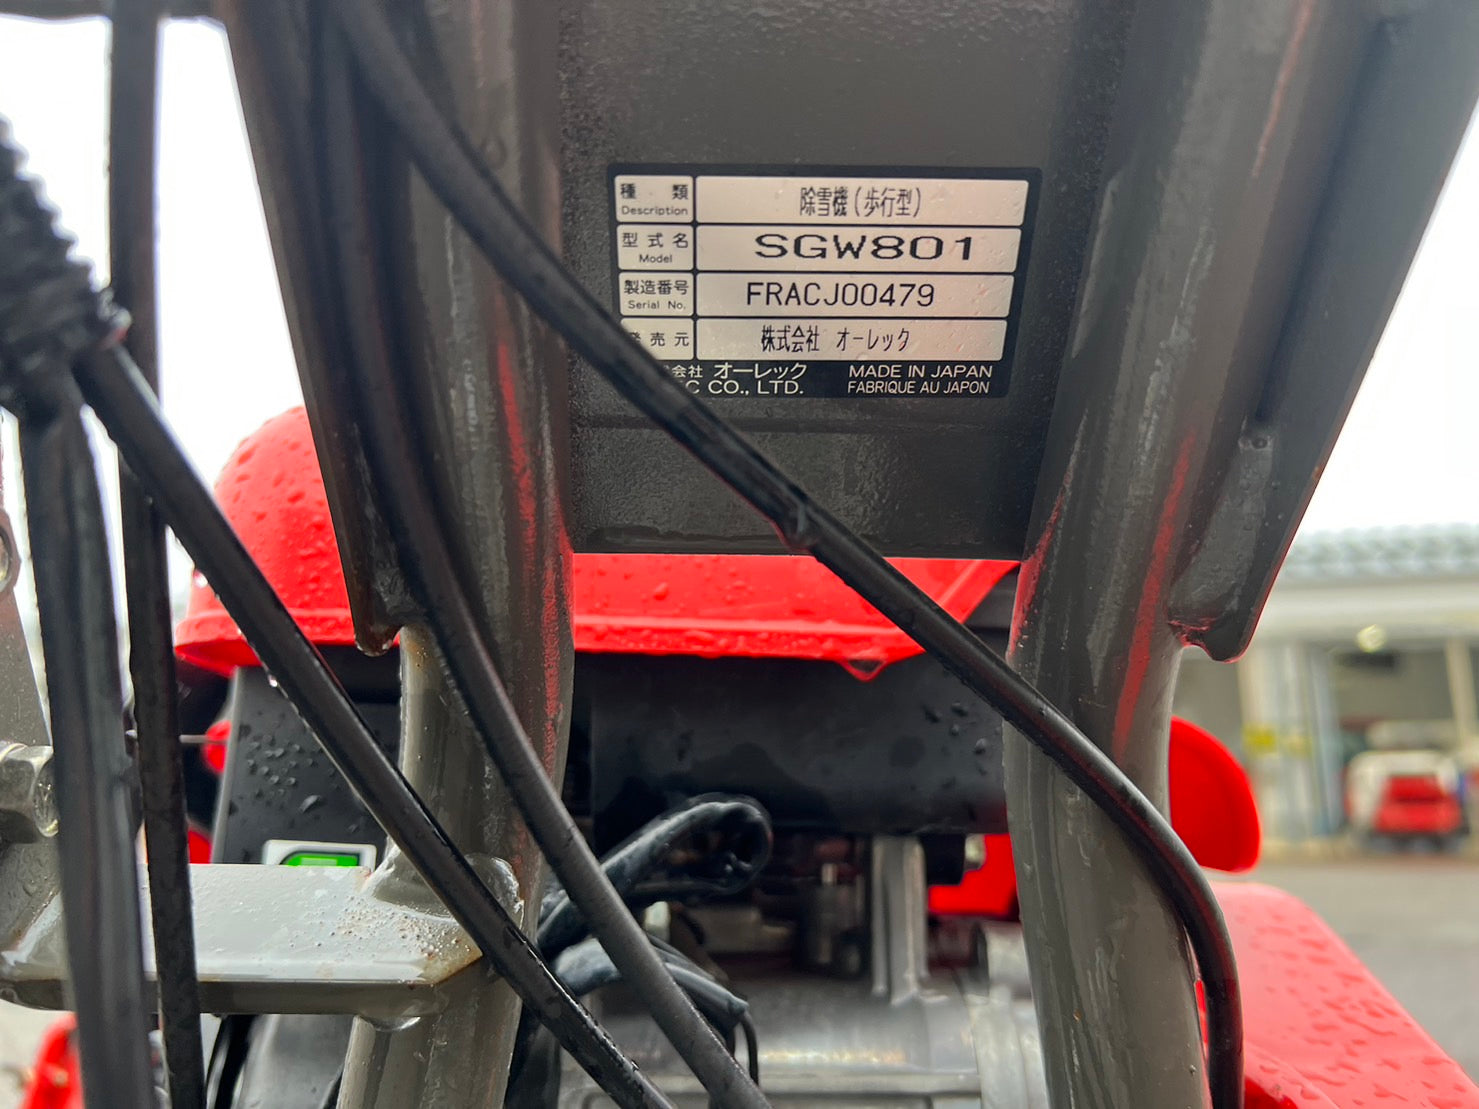 種類 除雪機(歩行型)
Description
型式名 SGW801
Model
製造番号 FRACJ00479
Serial No.
売元 株式会社 オーレック
会社 オーレック MADE IN JAPAN
C CO., LTD. FABRIQUE AU JAPON